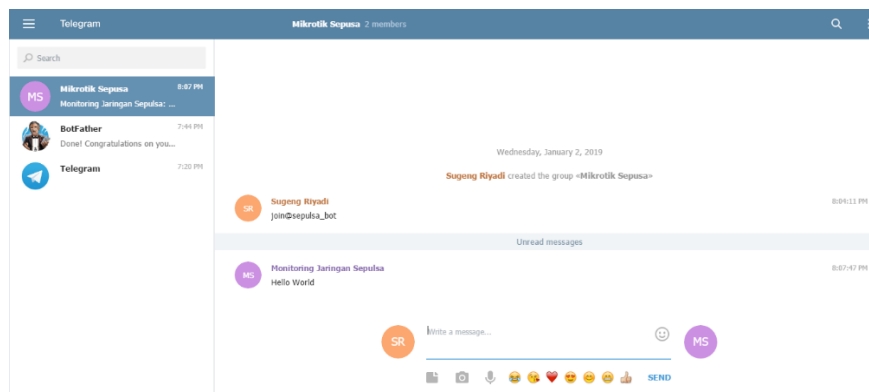 Telegram
Mikrotik Sepusa 2 members
Search
MS
Mikrotik Sepusa 8:07 PM
Monitoring Jaringan Sepulsa: ...
BotFather 7:44 PM
Done! Congratulations on you...
Telegram 7:20 PM
Wednesday, January 2, 2019
Sugeng Riyadi created the group «Mikrotik Sepusa»
SR
Sugeng Riyadi 8:04:11 PM
join@sepulsa_bot
Unread messages
MS
Monitoring Jaringan Sepulsa 8:07:47 PM
Hello World
SR
Write a message...
MS
SEND